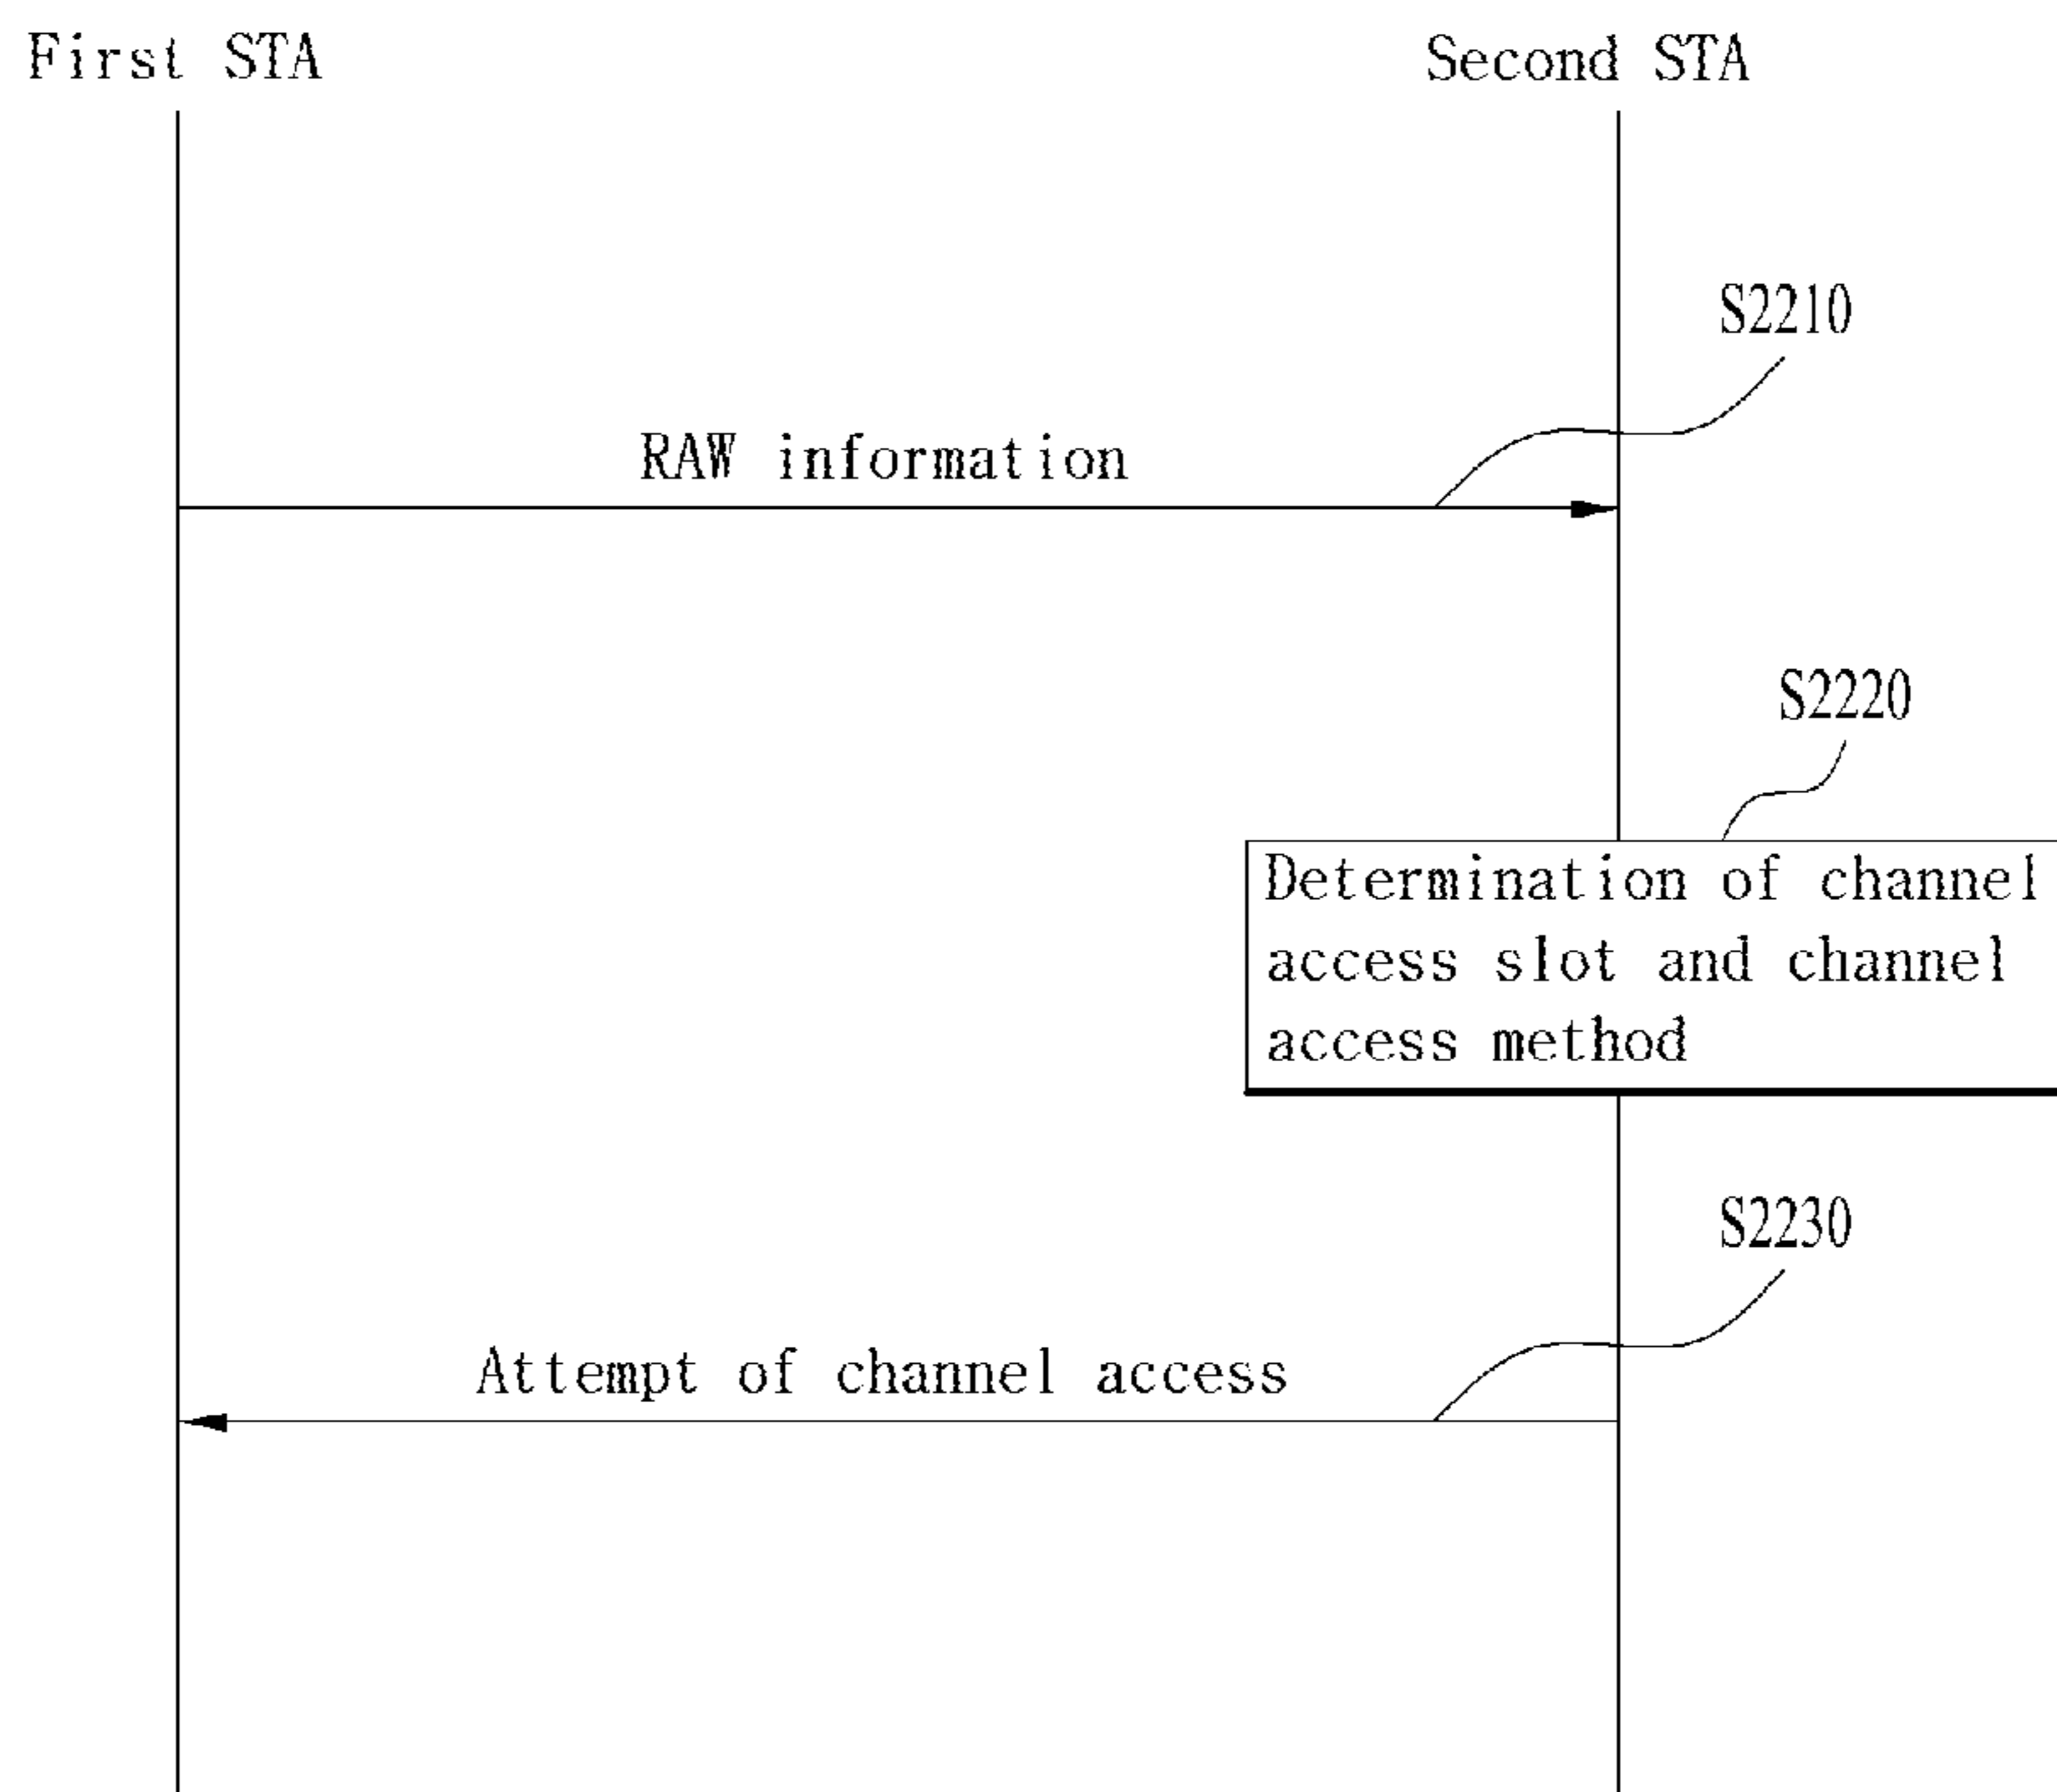 First STA
Second STA
S2210
RAW information
S2220
Determination of channel
access slot and channel
access method
S2230
Attempt of channel access